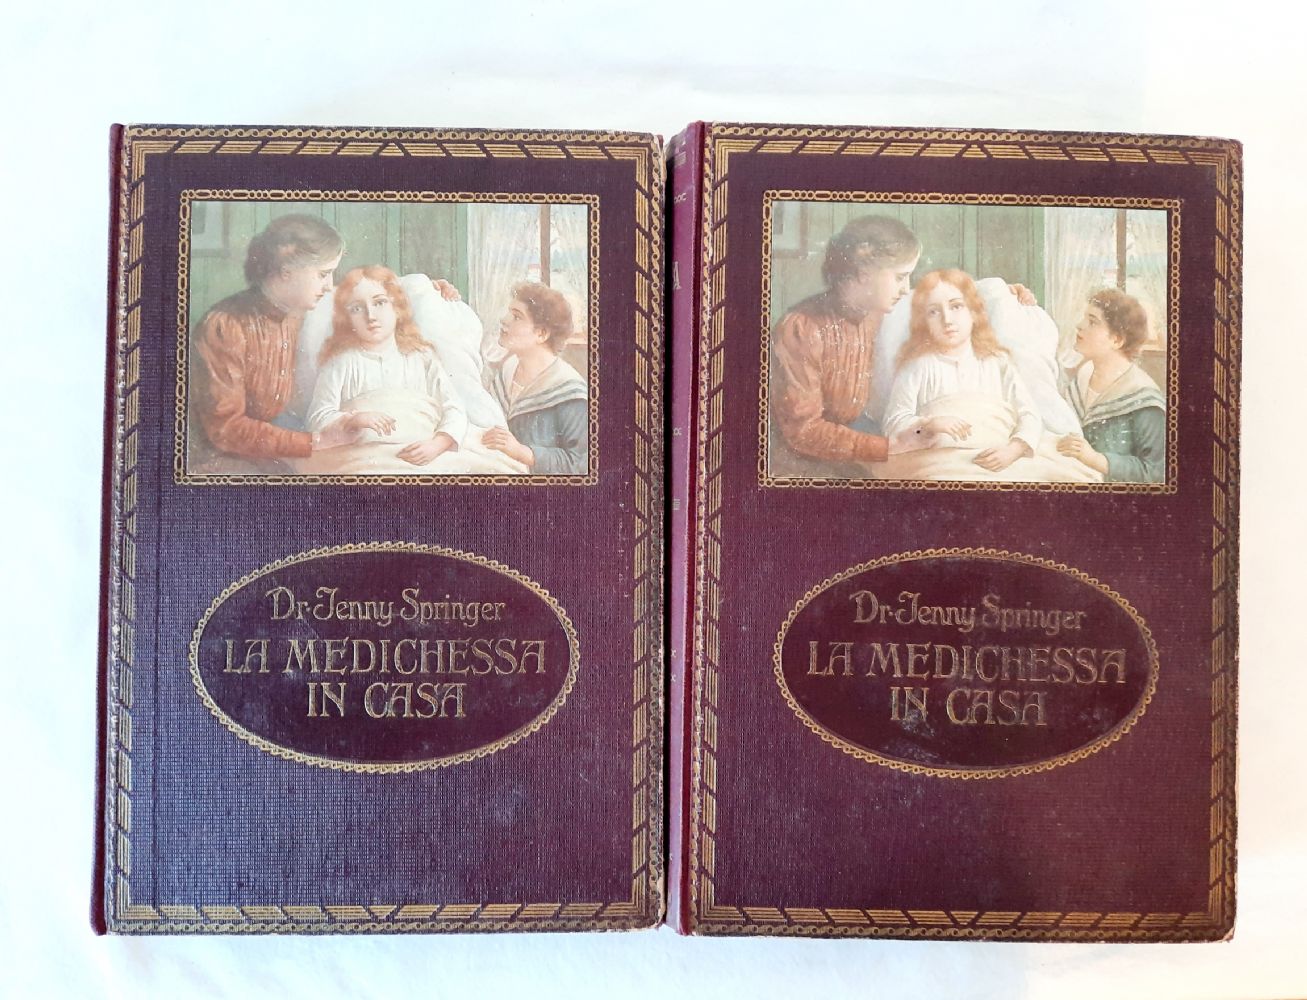 Dr. Jenny Springer
LA MEDICHESSA
IN CASA
Dr. Jenny Springer
LA MEDICHESSA
IN CASA